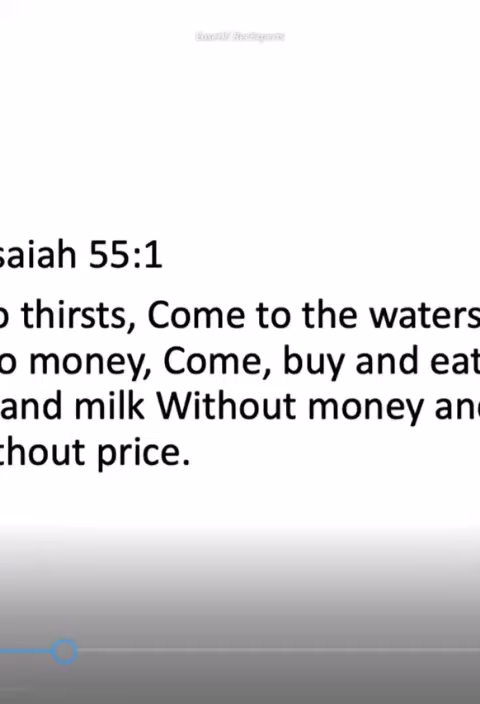 saiah 55:1
o thirsts, Come to the waters
o money, Come, buy and eat
and milk Without money an
thout price.